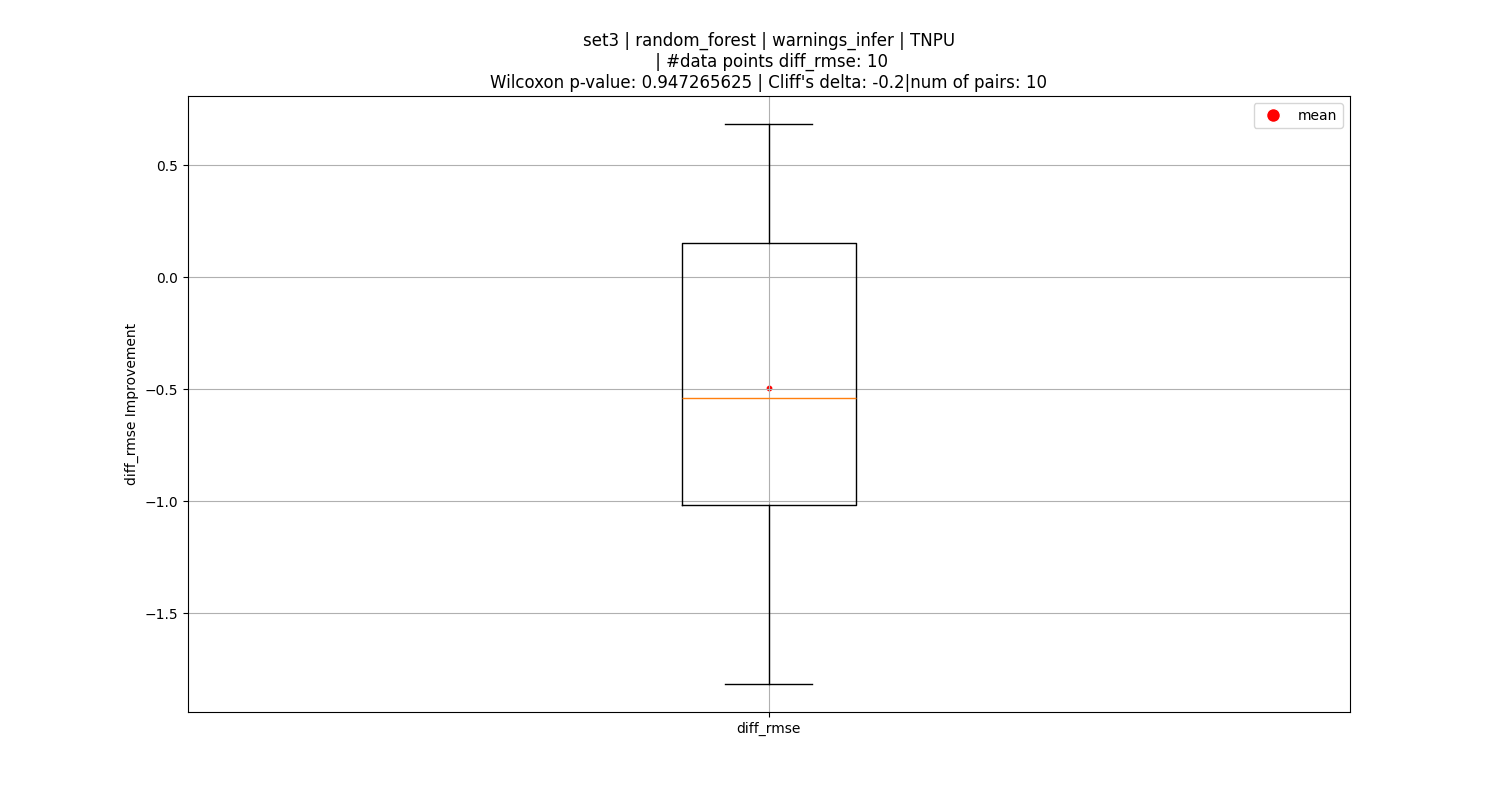 set3 | random_forest | warnings_infer | TNPU
| #data points diff_rmse: 10
Wilcoxon p-value: 0.947265625 | Cliff's delta: -0.2|num of pairs: 10
mean
0.5
0.0
−0.5
−1.0
−1.5
diff_rmse Improvement
diff_rmse